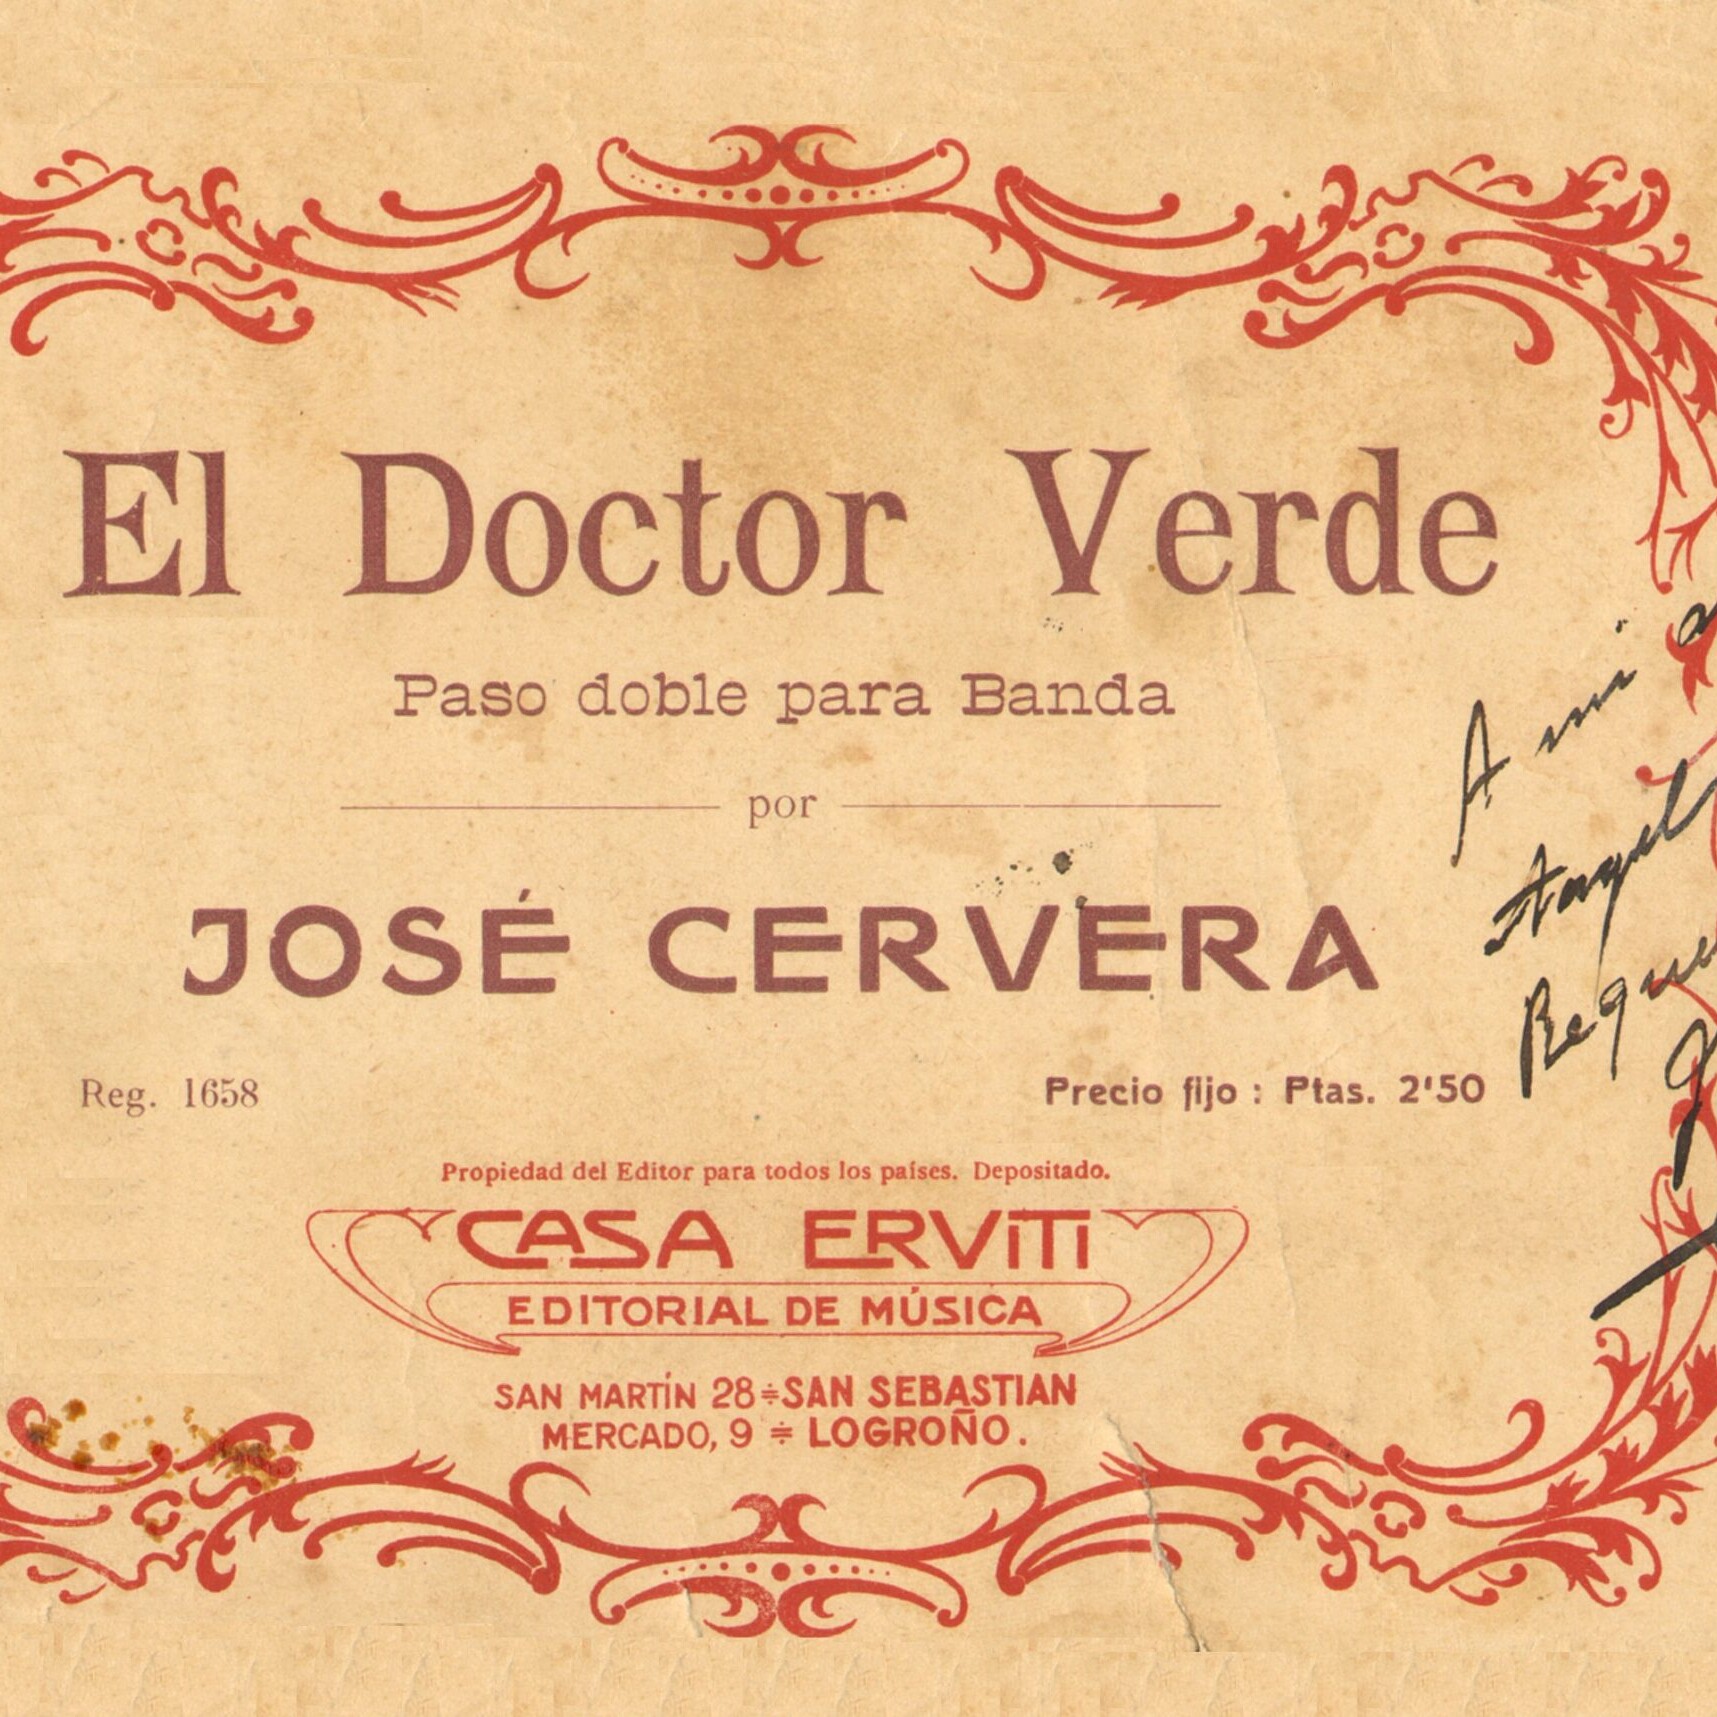 El Doctor Verde
Paso doble para Banda
por
JOSÉ CERVERA
Reg. 1658
Precio fijo : Ptas. 2'50
Propiedad del Editor para todos los países. Depositado.
CASA ERVITI
EDITORIAL DE MÚSICA
SAN MARTÍN 28 ÷ SAN SEBASTIAN
MERCADO, 9 ÷ LOGROÑO.
A mi